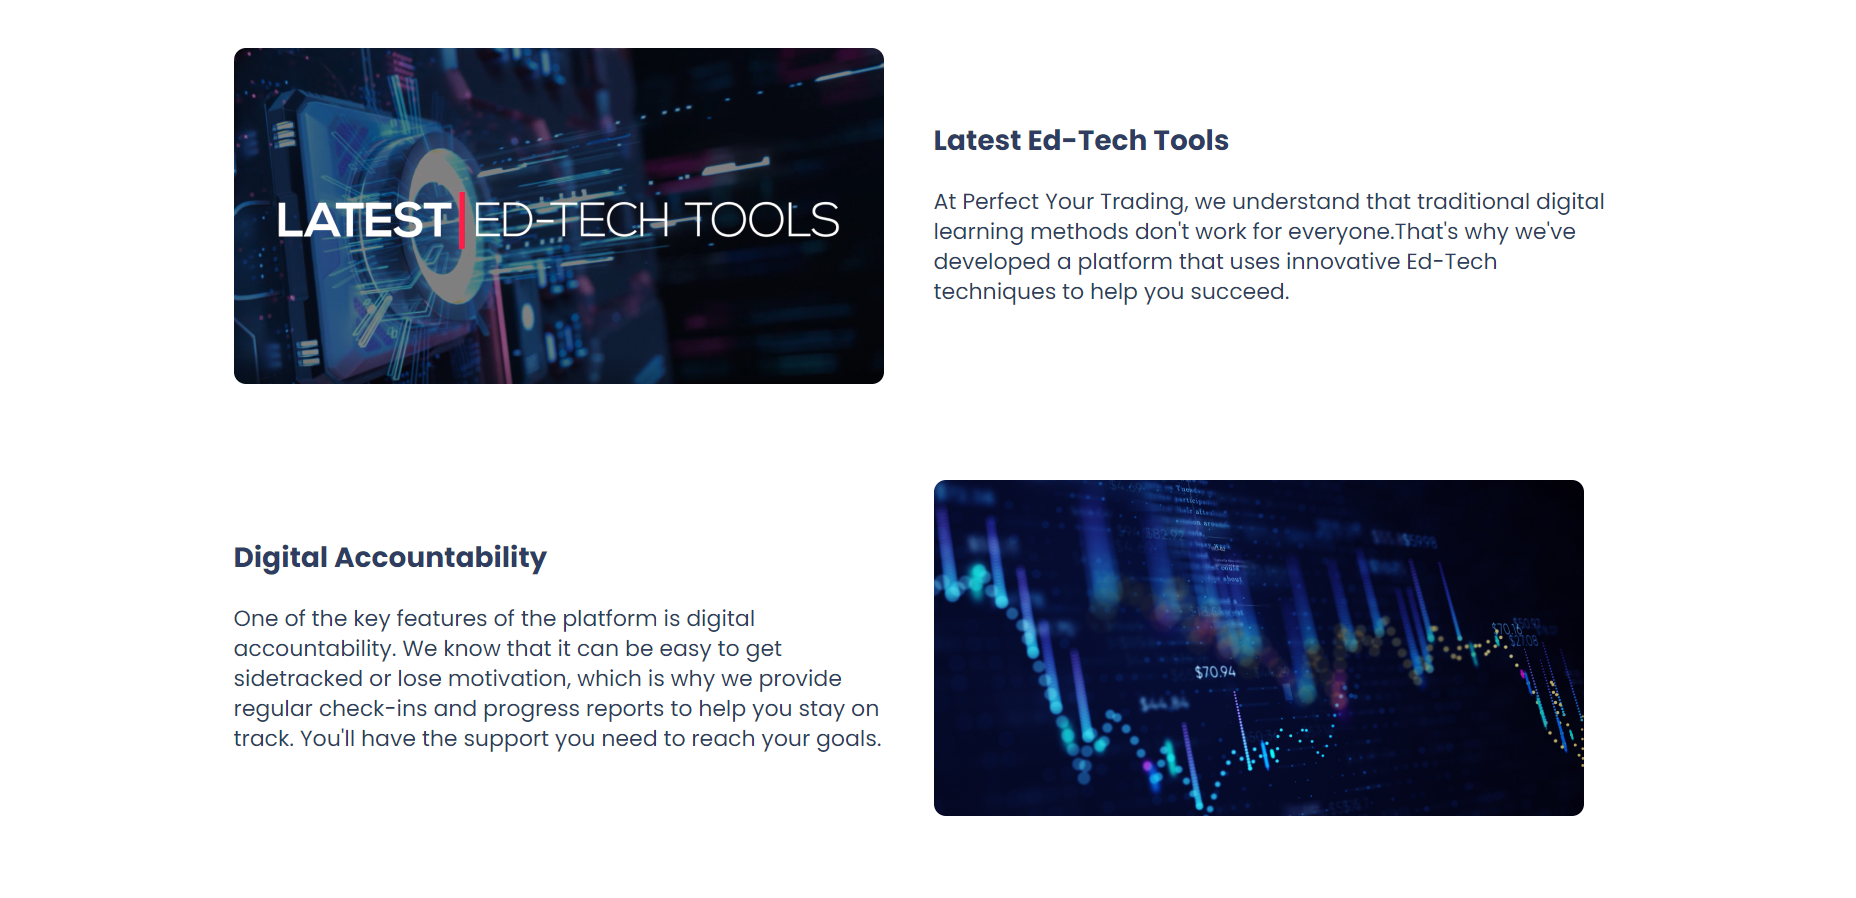 LATEST | ED-TECH TOOLS
Latest Ed-Tech Tools
At Perfect Your Trading, we understand that traditional digital
learning methods don't work for everyone.That's why we've
developed a platform that uses innovative Ed-Tech
techniques to help you succeed.
Digital Accountability
One of the key features of the platform is digital
accountability. We know that it can be easy to get
sidetracked or lose motivation, which is why we provide
regular check-ins and progress reports to help you stay on
track. You'll have the support you need to reach your goals.
$70.94
$44.84